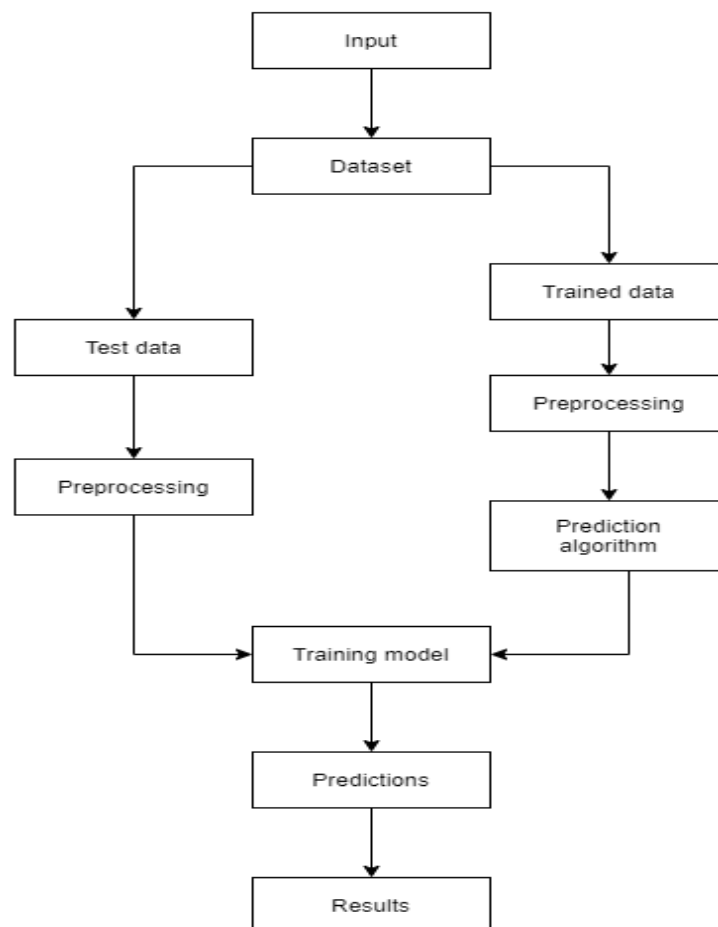 Input
Dataset
Trained data
Test data
Preprocessing
Preprocessing
Prediction
algorithm
Training model
Predictions
Results